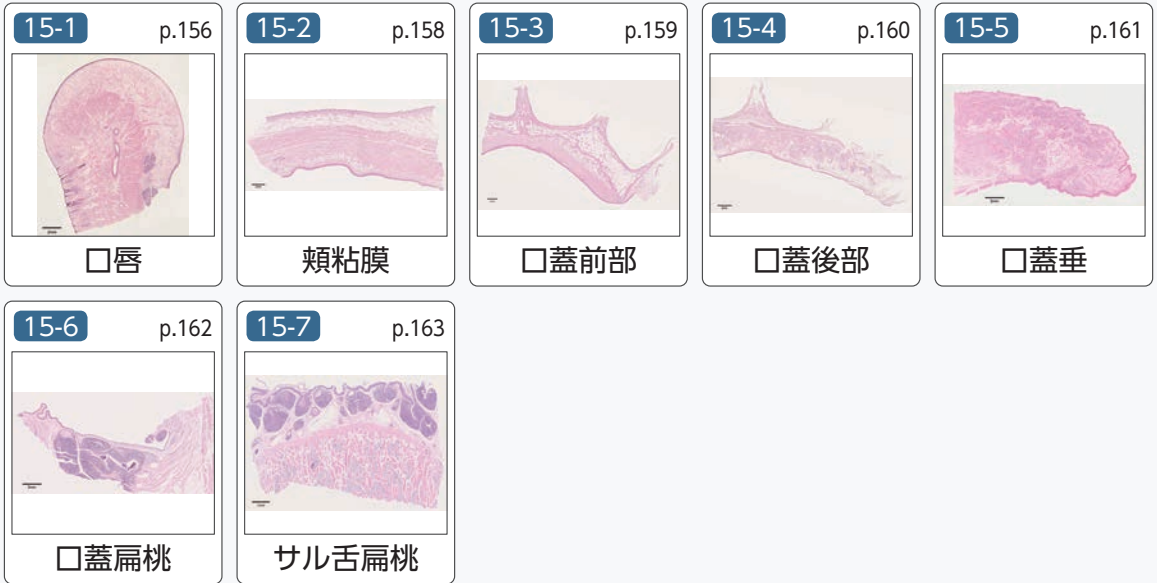 15-1 p.156
口唇
15-2 p.158
頬粘膜
15-3 p.159
口蓋前部
15-4 p.160
口蓋後部
15-5 p.161
口蓋垂
15-6 p.162
口蓋扁桃
15-7 p.163
サル舌扁桃